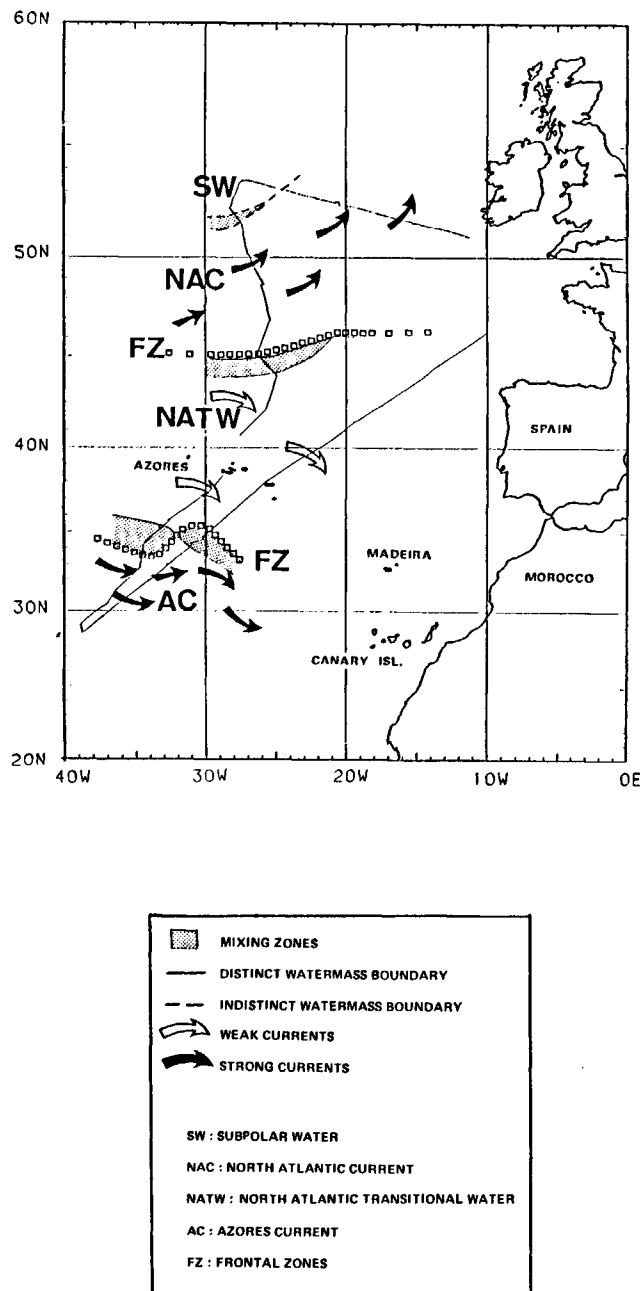 60N
SW
50N
NAC
FZ
NATW
SPAIN
40N
AZORES
FZ
MADEIRA
MOROCCO
AC
30N
CANARY ISL.
20N
40W 30W 20W 10W 0E
MIXING ZONES
DISTINCT WATERMASS BOUNDARY
INDISTINCT WATERMASS BOUNDARY
WEAK CURRENTS
STRONG CURRENTS
SW : SUBPOLAR WATER
NAC : NORTH ATLANTIC CURRENT
NATW : NORTH ATLANTIC TRANSITIONAL WATER
AC : AZORES CURRENT
FZ : FRONTAL ZONES